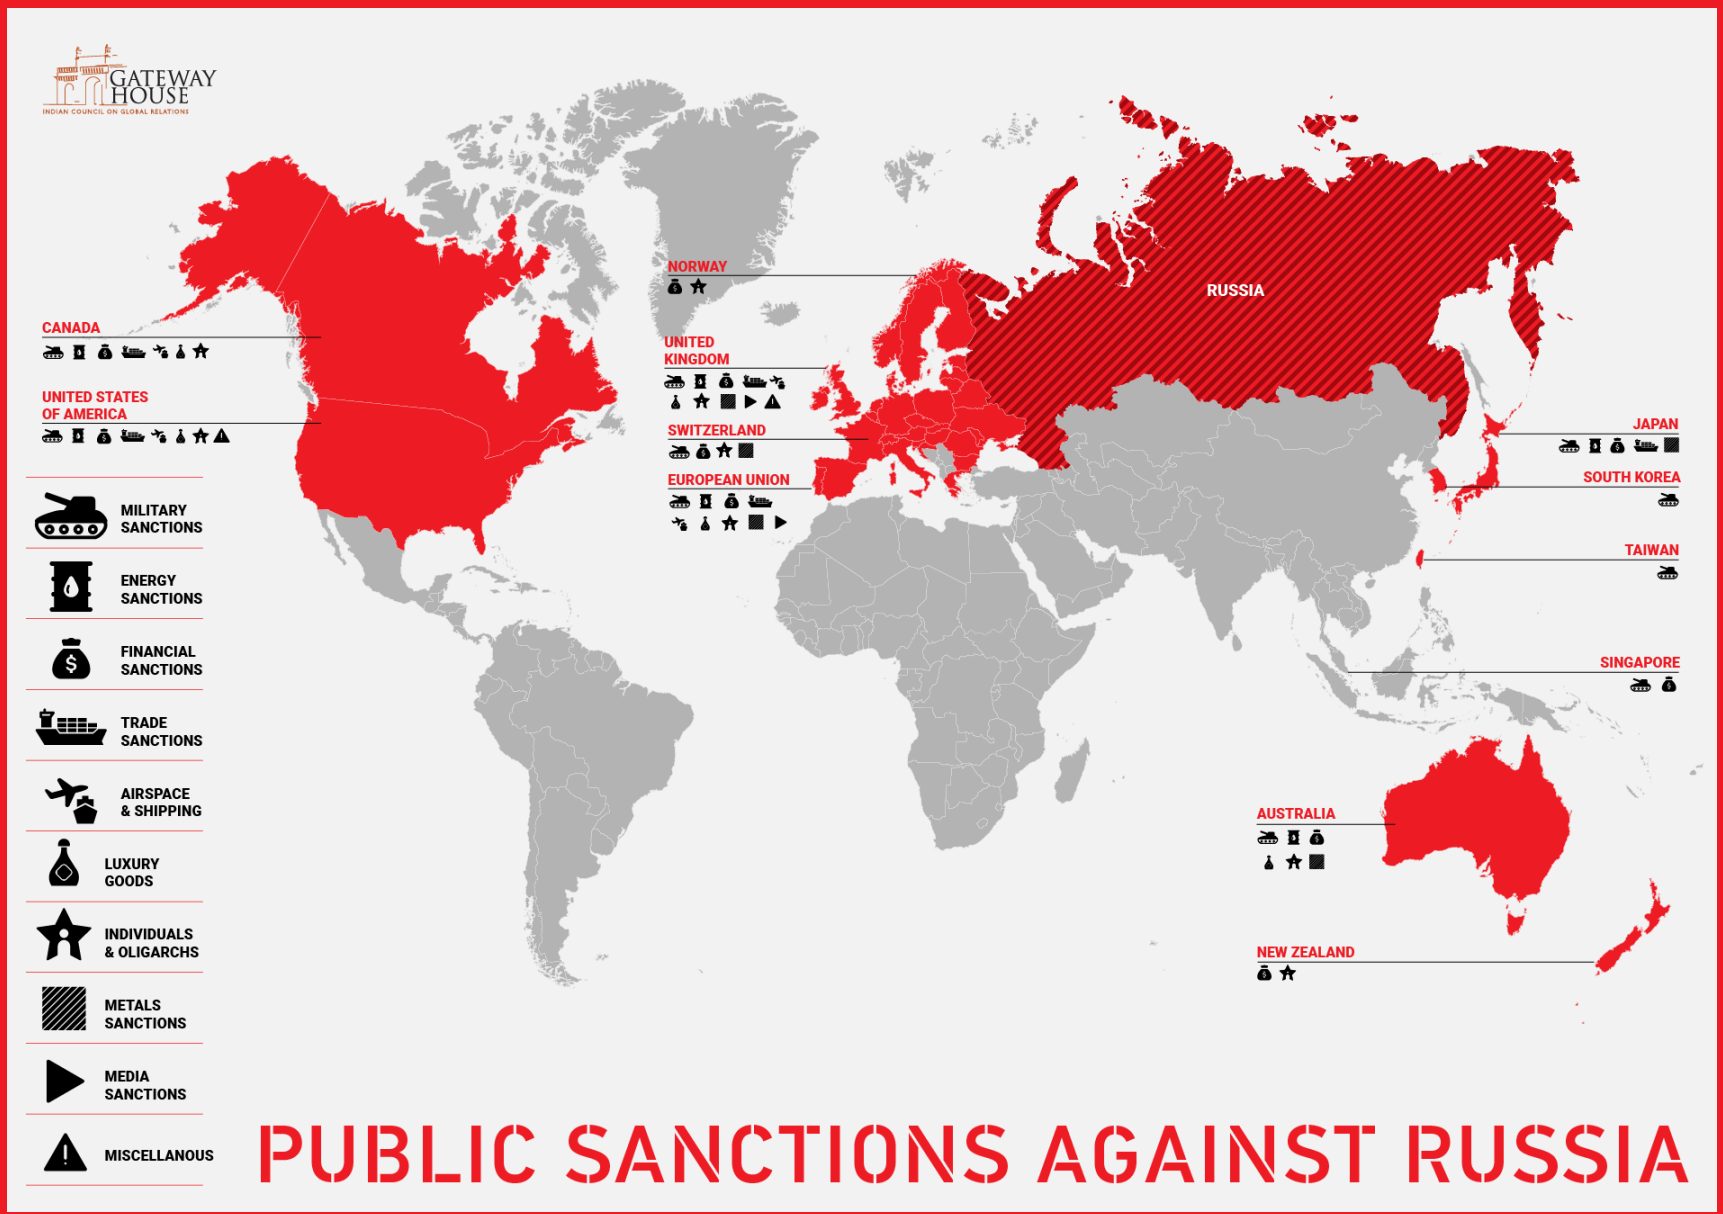 GATEWAY
HOUSE
INDIAN COUNCIL ON GLOBAL RELATIONS
CANADA
UNITED STATES
OF AMERICA
MILITARY
SANCTIONS
ENERGY
SANCTIONS
FINANCIAL
SANCTIONS
TRADE
SANCTIONS
AIRSPACE
& SHIPPING
LUXURY
GOODS
INDIVIDUALS
& OLIGARCHS
METALS
SANCTIONS
MEDIA
SANCTIONS
MISCELLANOUS
NORWAY
UNITED
KINGDOM
SWITZERLAND
EUROPEAN UNION
RUSSIA
JAPAN
SOUTH KOREA
TAIWAN
SINGAPORE
AUSTRALIA
NEW ZEALAND
PUBLIC SANCTIONS AGAINST RUSSIA